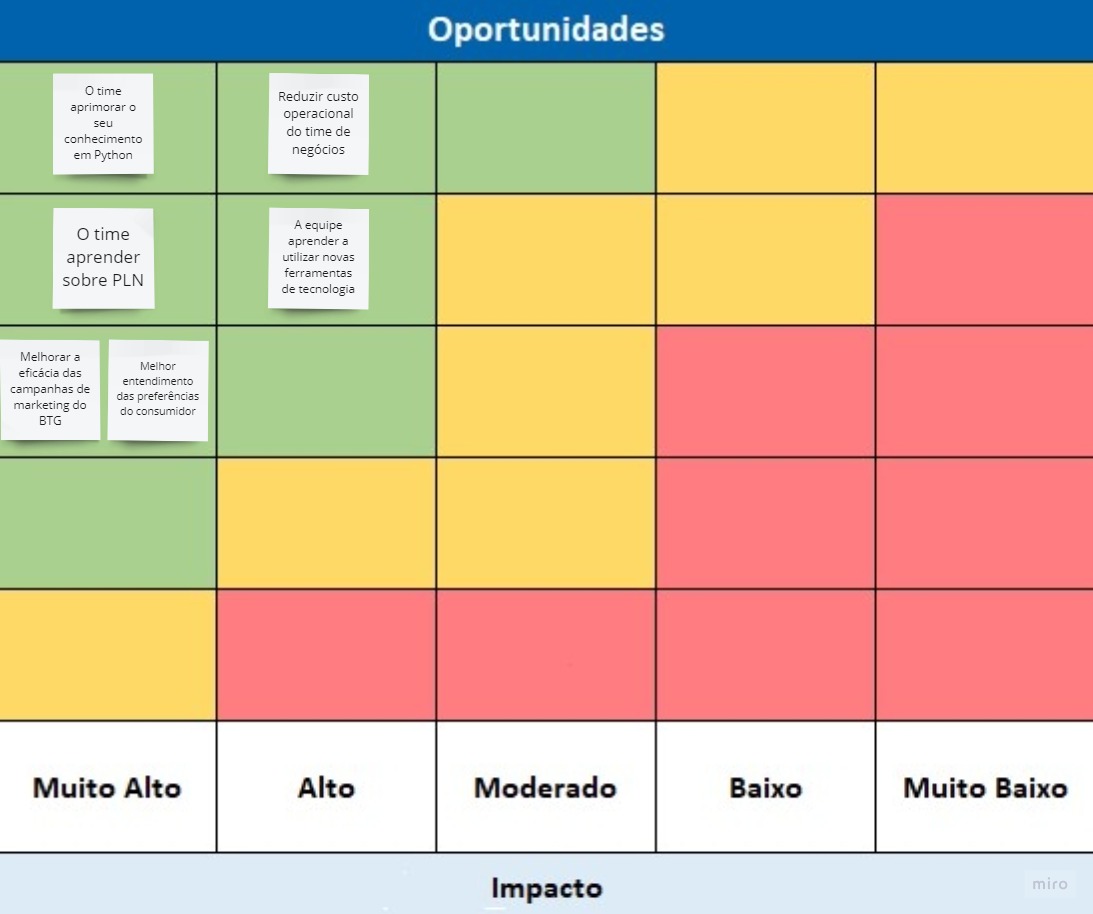 Oportunidades
O time
aprimorar o
seu
conhecimento
em Python
Reduzir custo
operacional
do time de
negócios
O time
aprender
sobre PLN
A equipe
aprender a
utilizar novas
ferramentas
de tecnologia
Melhorar a
eficácia das
campanhas de
marketing do
BTG
Melhor
entendimento
das preferências
do consumidor
Muito Alto
Alto
Moderado
Baixo
Muito Baixo
Impacto
miro